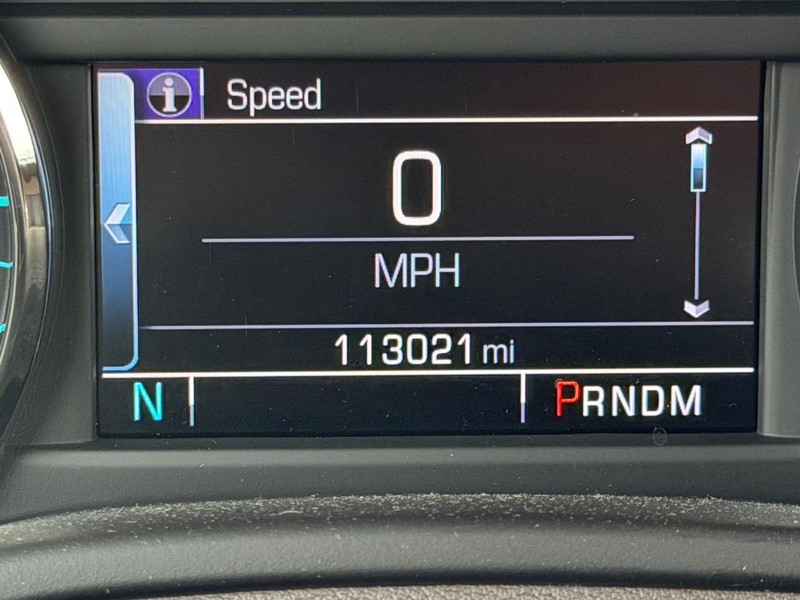 i Speed
0
MPH
113021 mi
N PRNDM